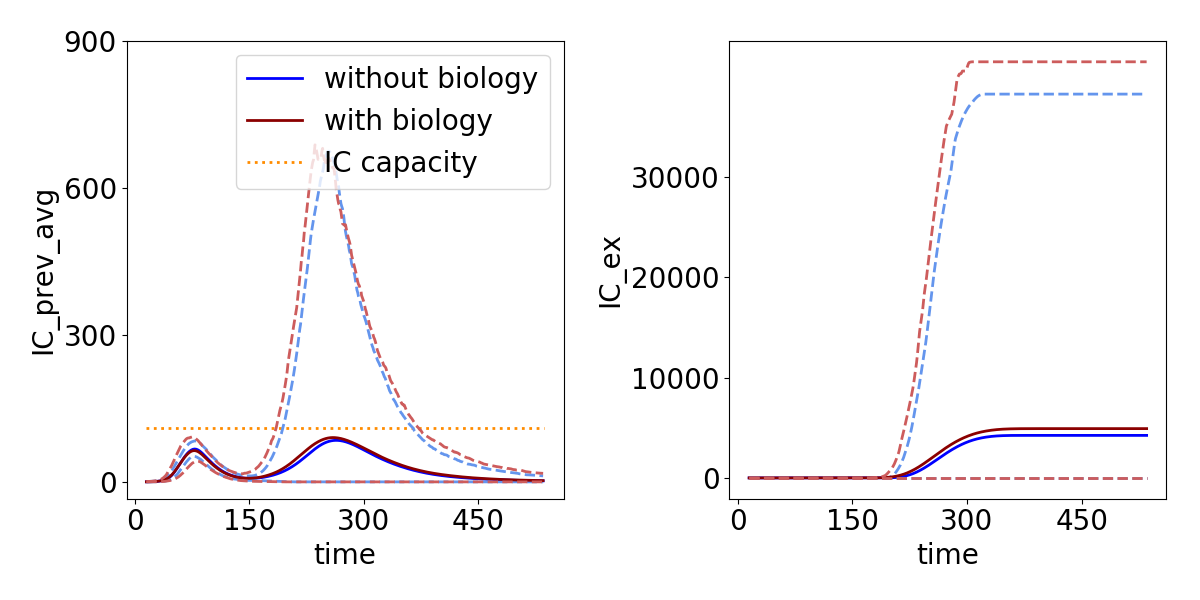 900
600
300
0
IC_prev_avg
without biology
with biology
IC capacity
0 150 300 450
time
30000
20000
10000
0
IC_ex
0 150 300 450
time